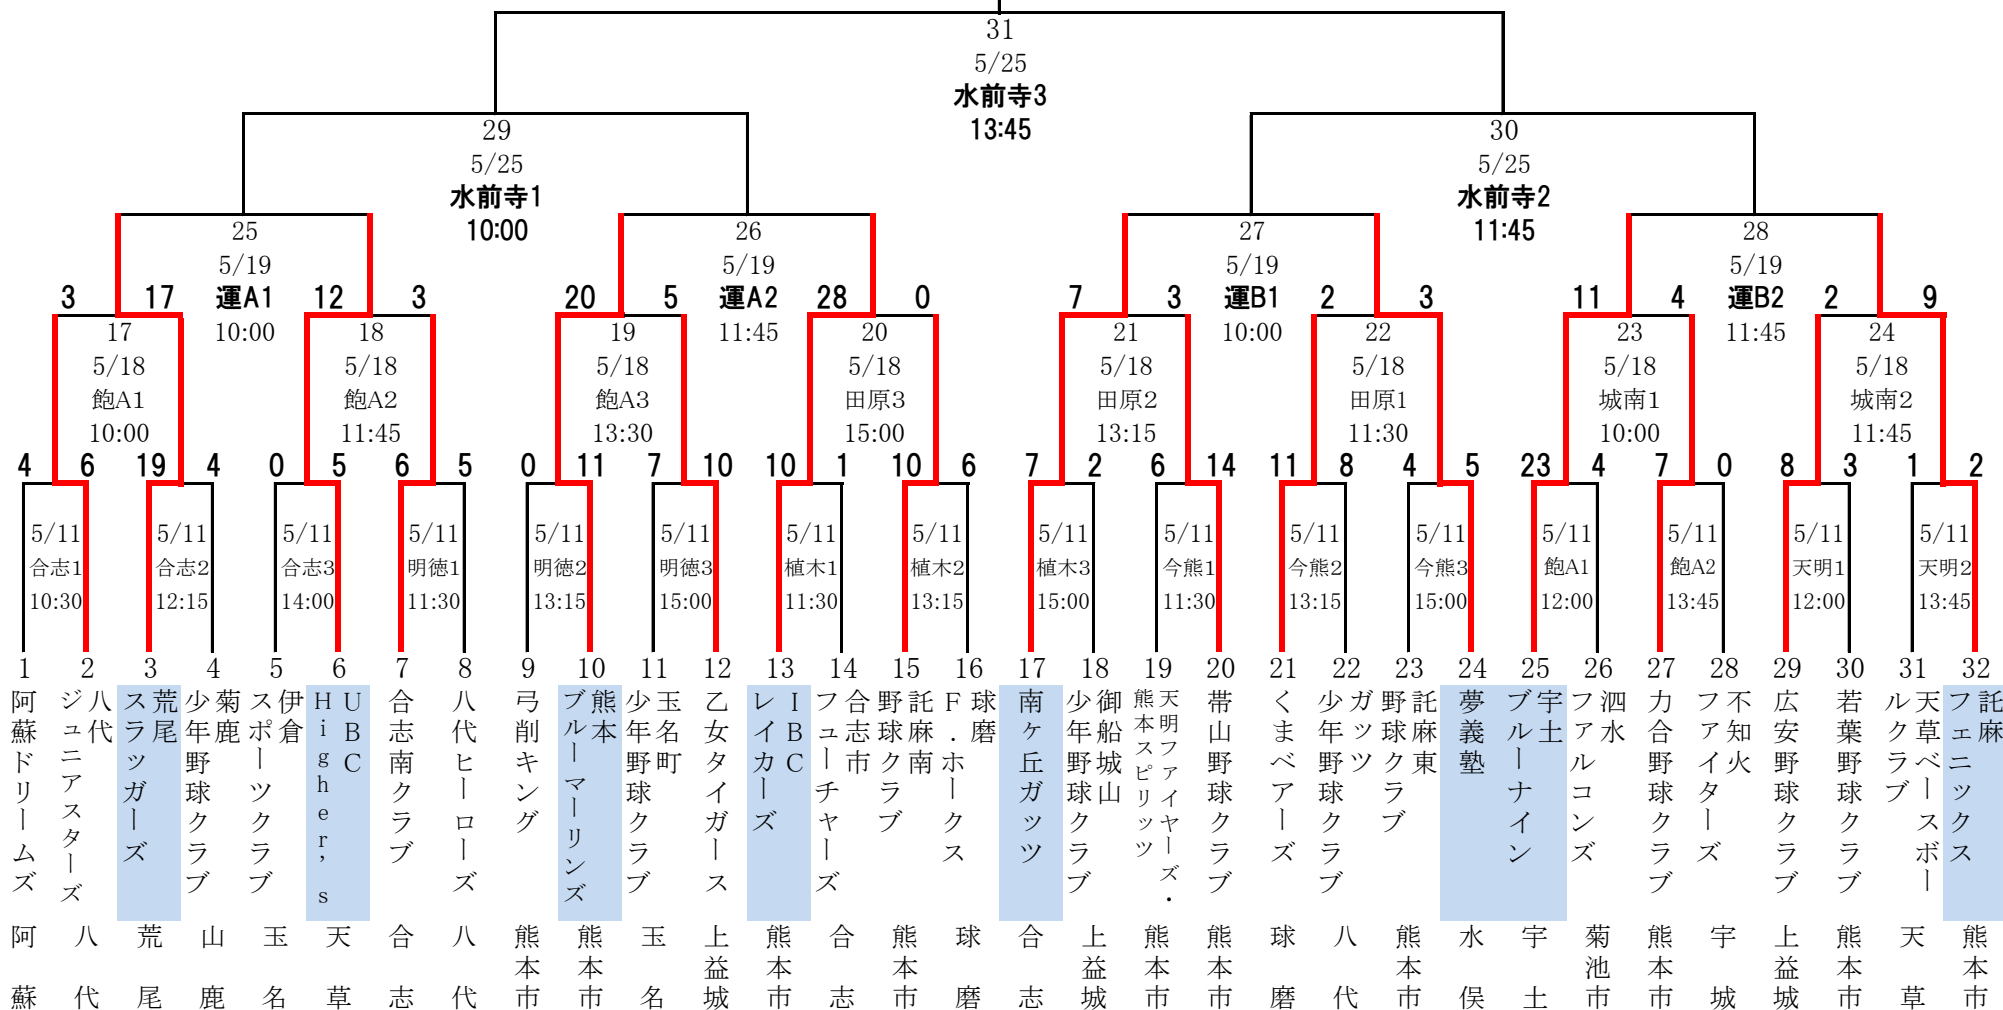 31
5/25
水前寺3
13:45
29
5/25
水前寺1
10:00
30
5/25
水前寺2
11:45
25
5/19
運A1
10:00
26
5/19
運A2
11:45
27
5/19
運B1
10:00
28
5/19
運B2
11:45
3 17 12 3 20 5 28 0 7 3 2 3 11 4 2 9
17
5/18
飽A1
10:00
18
5/18
飽A2
11:45
19
5/18
飽A3
13:30
20
5/18
田原3
15:00
21
5/18
田原2
13:15
22
5/18
田原1
11:30
23
5/18
城南1
10:00
24
5/18
城南2
11:45
4 6 19 4 0 5 6 5 0 11 7 10 10 1 10 6 7 2 6 14 11 8 4 5 23 4 7 0 8 3 1 2
5/11
合志1
10:30
5/11
合志2
12:15
5/11
合志3
14:00
5/11
明徳1
11:30
5/11
明徳2
13:15
5/11
明徳3
15:00
5/11
植木1
11:30
5/11
植木2
13:15
5/11
植木3
15:00
5/11
今熊1
11:30
5/11
今熊2
13:15
5/11
今熊3
15:00
5/11
飽A1
12:00
5/11
飽A2
13:45
5/11
天明1
12:00
5/11
天明2
13:45
1
阿蘇ドリームズ
阿蘇
2
八代
ジュニアスターズ
八代
3
荒尾
スラッガーズ
荒尾
4
菊鹿
少年野球クラブ
山鹿
5
伊倉
スポーツクラブ
玉名
6
UBC
Higher's
天草
7
合志南クラブ
合志
8
八代ヒーローズ
八代
9
弓削キング
熊本市
10
熊本
ブルーマーリンズ
熊本市
11
玉名町
少年野球クラブ
玉名
12
乙女タイガース
上益城
13
IBC
レイカーズ
熊本市
14
合志市
フューチャーズ
合志
15
託麻南
野球クラブ
熊本市
16
球磨
F.ホークス
球磨
17
南ヶ丘ガッツ
合志
18
御船城山
少年野球クラブ
上益城
19
天明ファイヤーズ・
熊本スピリッツ
熊本市
20
帯山野球クラブ
熊本市
21
くまベアーズ
球磨
22
ガッツ
少年野球クラブ
八代
23
託麻東
野球クラブ
熊本市
24
夢義塾
水俣
25
宇土
ブルーナイン
宇土
26
泗水
ファルコンズ
菊池市
27
力合野球クラブ
熊本市
28
不知火
ファイターズ
宇城
29
広安野球クラブ
上益城
30
若葉野球クラブ
熊本市
31
天草ベースボー
ルクラブ
天草
32
託麻
フェニックス
熊本市